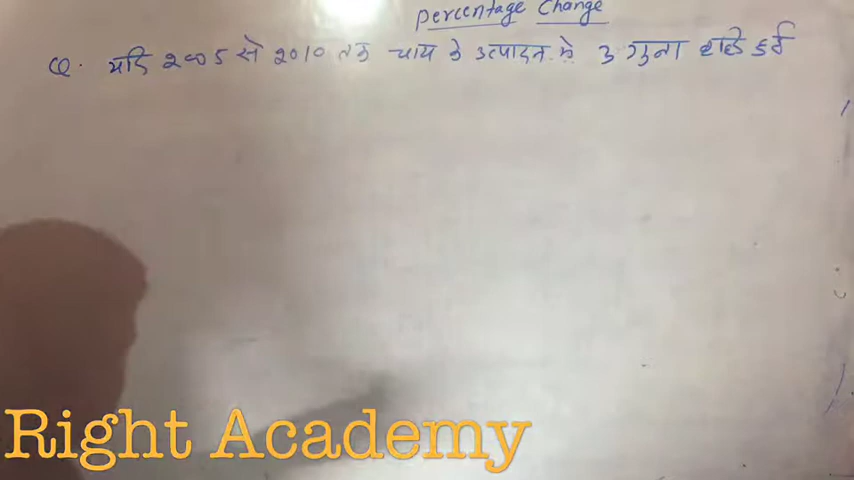 Percentage Change
Q. यदि 2005 से 2010 तक चाय के उत्पादन में 3 गुना वृद्धि हुई
Right Academy